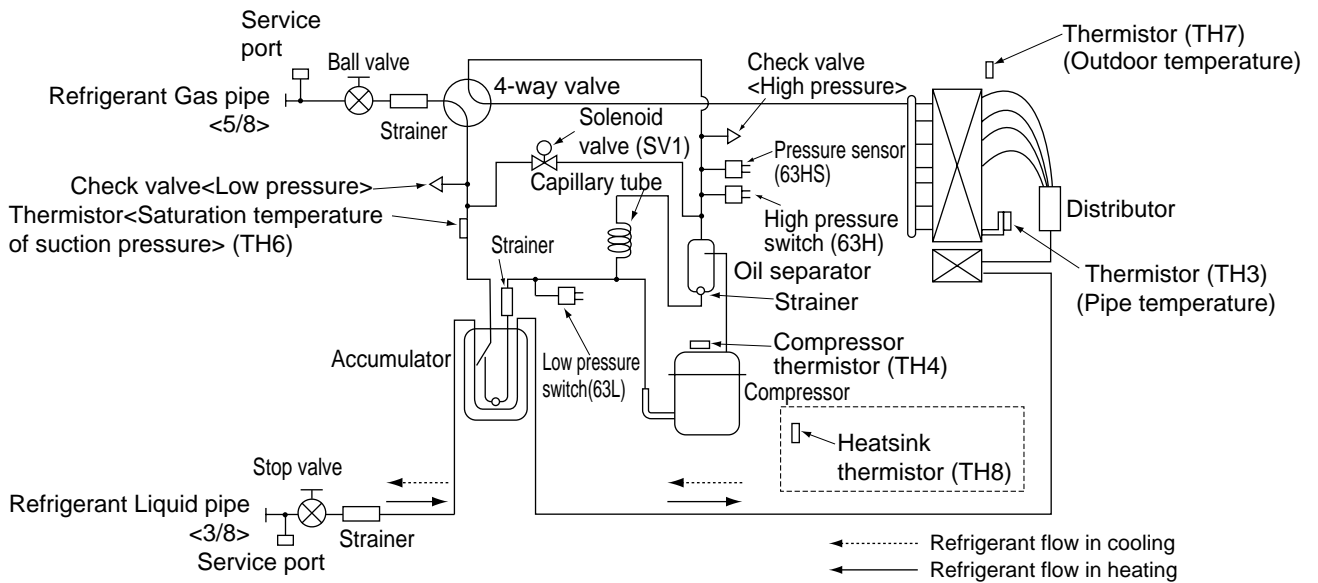 Service
port
Ball valve
Refrigerant Gas pipe
<5/8>
Strainer
4-way valve
Solenoid
valve (SV1)
Check valve
<High pressure>
Thermistor (TH7)
(Outdoor temperature)
Pressure sensor
(63HS)
Capillary tube
High pressure
switch (63H)
Check valve<Low pressure>
Thermistor<Saturation temperature
of suction pressure> (TH6)
Strainer
Oil separator
Strainer
Distributor
Thermistor (TH3)
(Pipe temperature)
Accumulator
Low pressure
switch(63L)
Compressor
thermistor (TH4)
Compressor
Heatsink
thermistor (TH8)
Stop valve
Refrigerant Liquid pipe
<3/8>
Service port
Strainer
Refrigerant flow in cooling
Refrigerant flow in heating